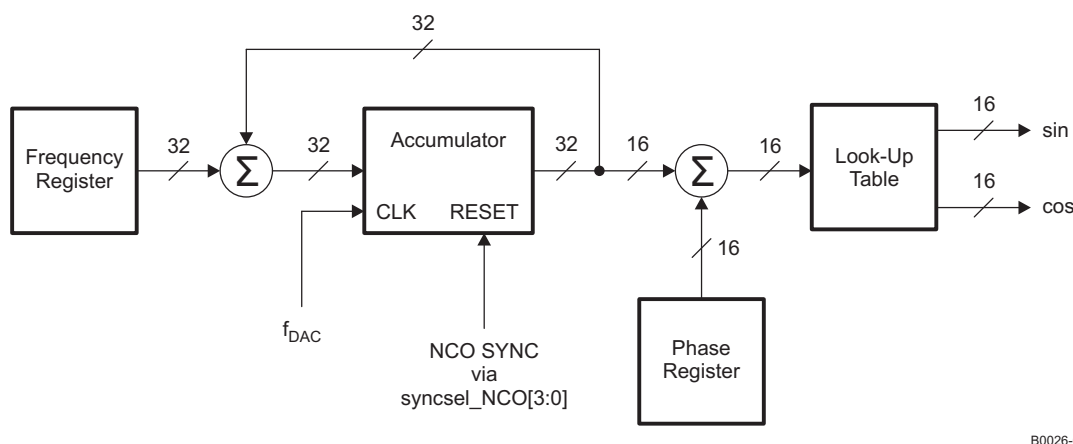 32
16
sin
Frequency
Register
32
Σ
32
Accumulator
CLK
RESET
32
16
Σ
16
Look-Up
Table
16
cos
16
f_DAC
NCO SYNC
via
syncsel_NCO[3:0]
Phase
Register
B0026-